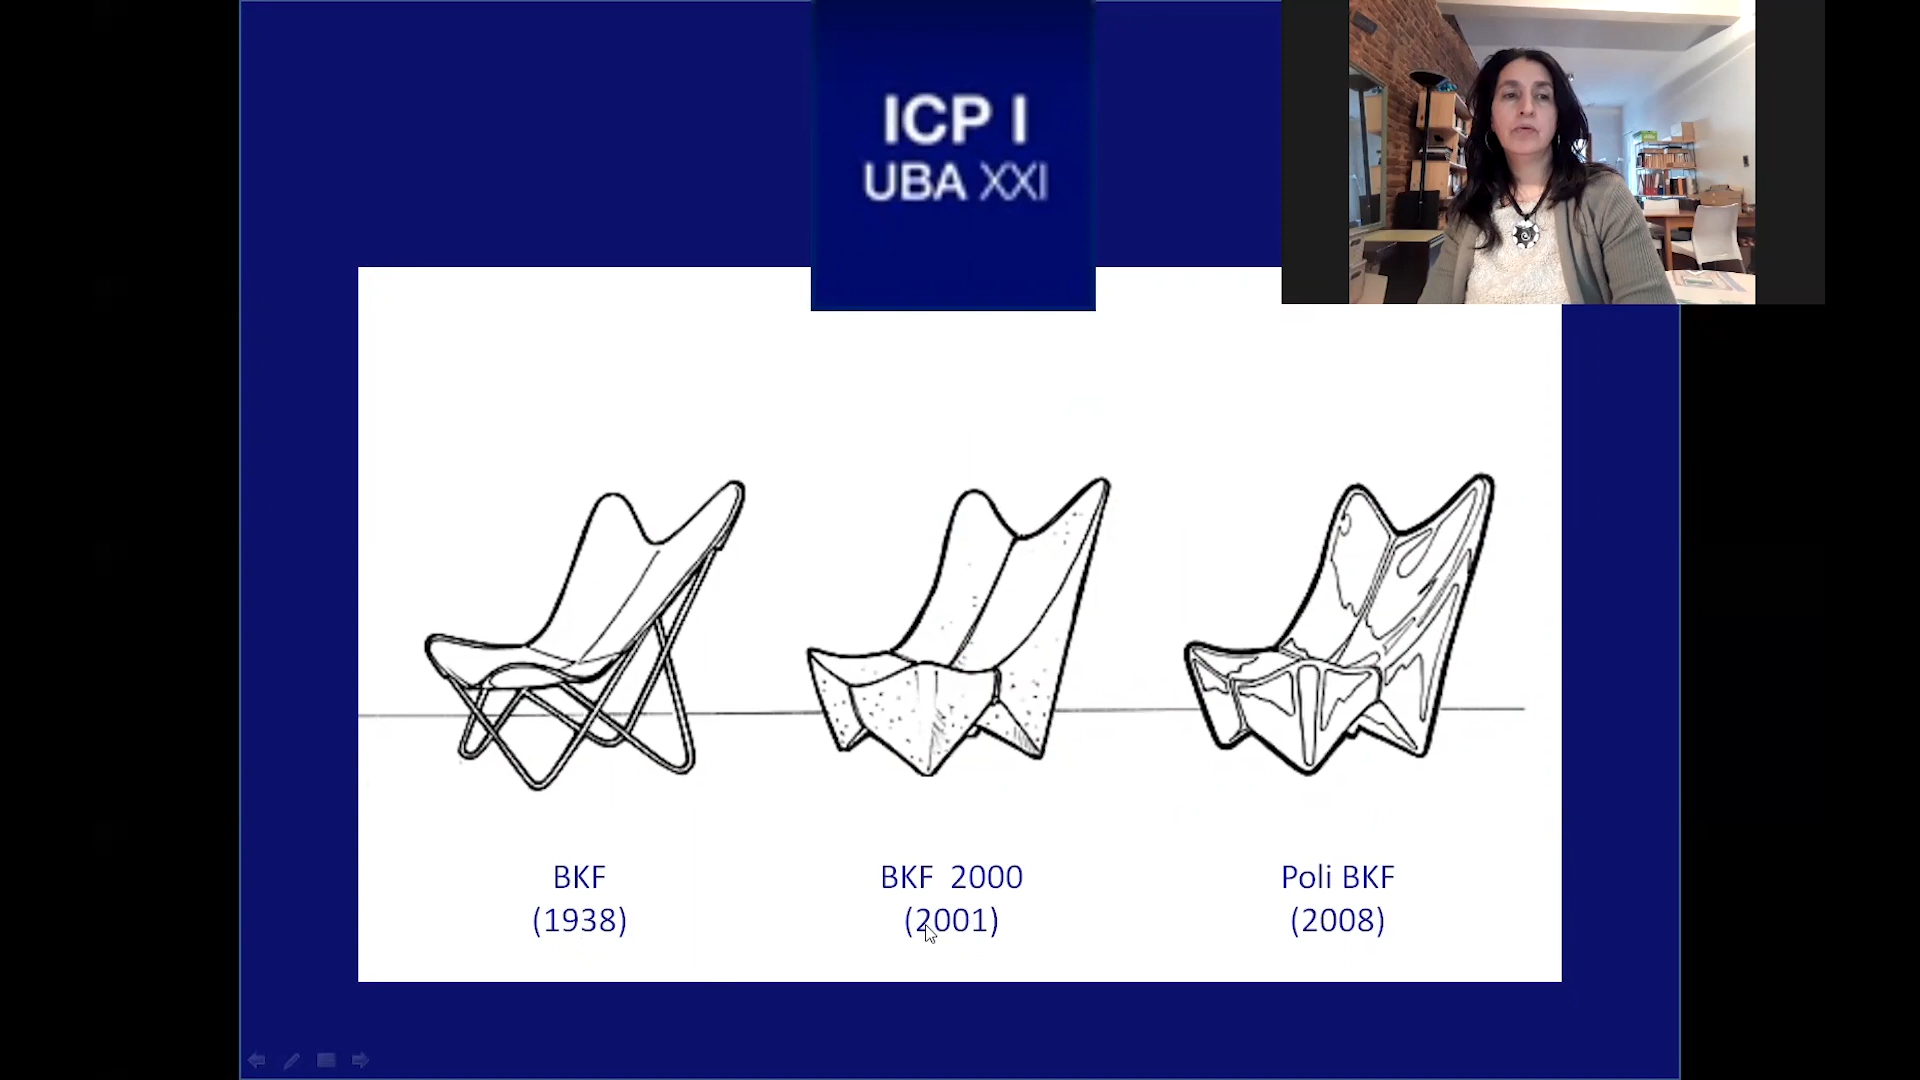 ICP I
UBA XXI
BKF
(1938)
BKF 2000
(2001)
Poli BKF
(2008)